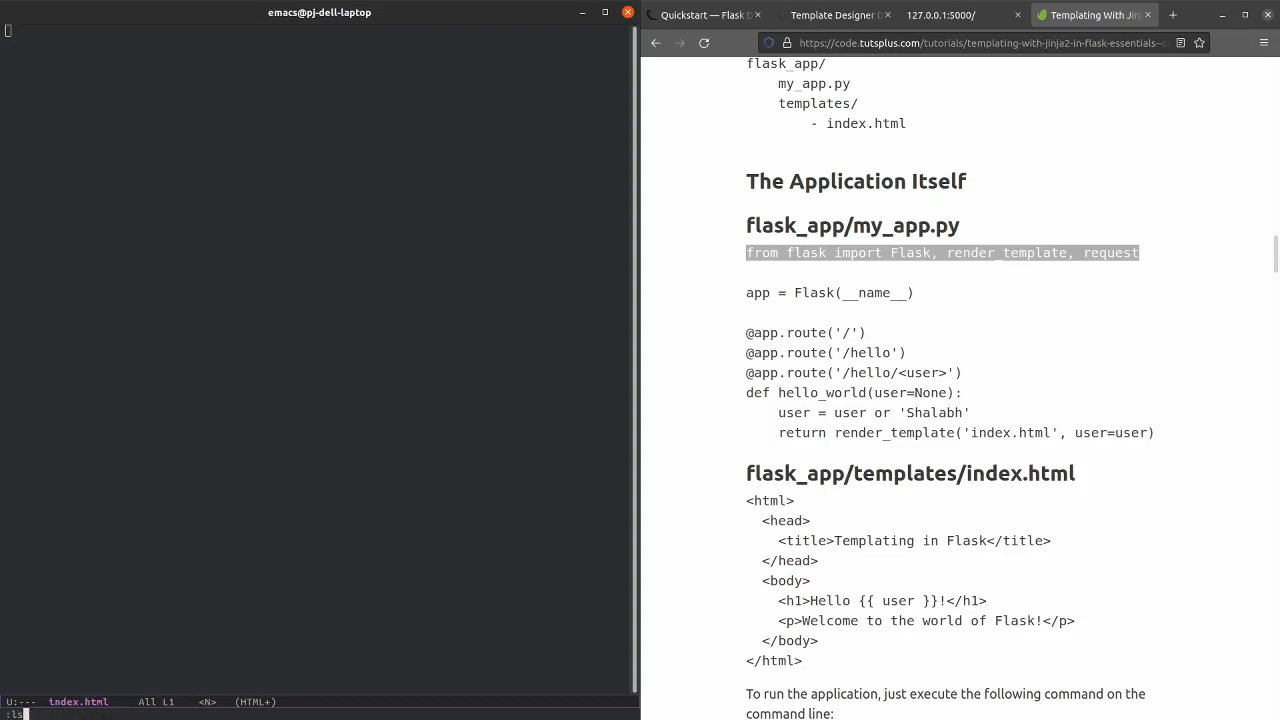 emacs@pj-dell-laptop
U:--- index.html All L1 <N> (HTML+)
:ls
Quickstart — Flask D
Template Designer D
127.0.0.1:5000/
Templating With Jinj
https://code.tutsplus.com/tutorials/templating-with-jinja2-in-flask-essentials--c
flask_app/
my_app.py
templates/
- index.html
The Application Itself
flask_app/my_app.py
from flask import Flask, render_template, request
app = Flask(__name__)
@app.route('/')
@app.route('/hello')
@app.route('/hello/<user>')
def hello_world(user=None):
user = user or 'Shalabh'
return render_template('index.html', user=user)
flask_app/templates/index.html
<html>
<head>
<title>Templating in Flask</title>
</head>
<body>
<h1>Hello {{ user }}!</h1>
<p>Welcome to the world of Flask!</p>
</body>
</html>
To run the application, just execute the following command on the
command line: